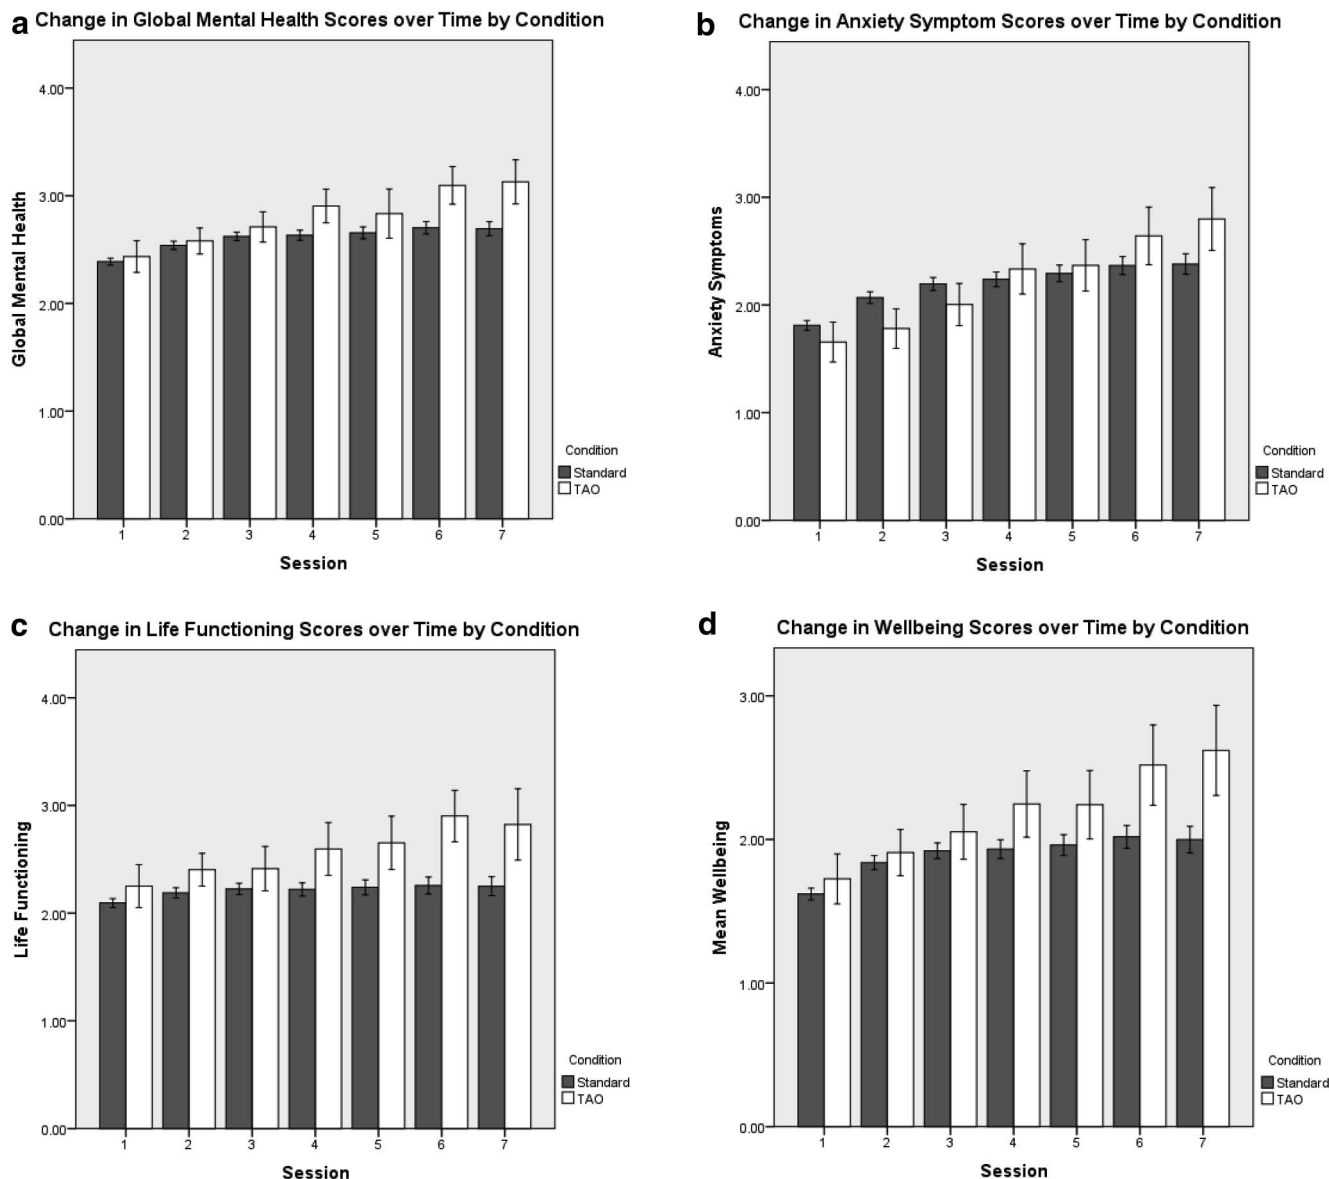 a Change in Global Mental Health Scores over Time by Condition
4.00
3.00
2.00
1.00
0.00
Global Mental Health
1 2 3 4 5 6 7
Session
Condition
Standard
TAO
b Change in Anxiety Symptom Scores over Time by Condition
4.00
3.00
2.00
1.00
0.00
Anxiety Symptoms
1 2 3 4 5 6 7
Session
Condition
Standard
TAO
c Change in Life Functioning Scores over Time by Condition
4.00
3.00
2.00
1.00
0.00
Life Functioning
1 2 3 4 5 6 7
Session
Condition
Standard
TAO
d Change in Wellbeing Scores over Time by Condition
3.00
2.00
1.00
0.00
Mean Wellbeing
1 2 3 4 5 6 7
Session
Condition
Standard
TAO